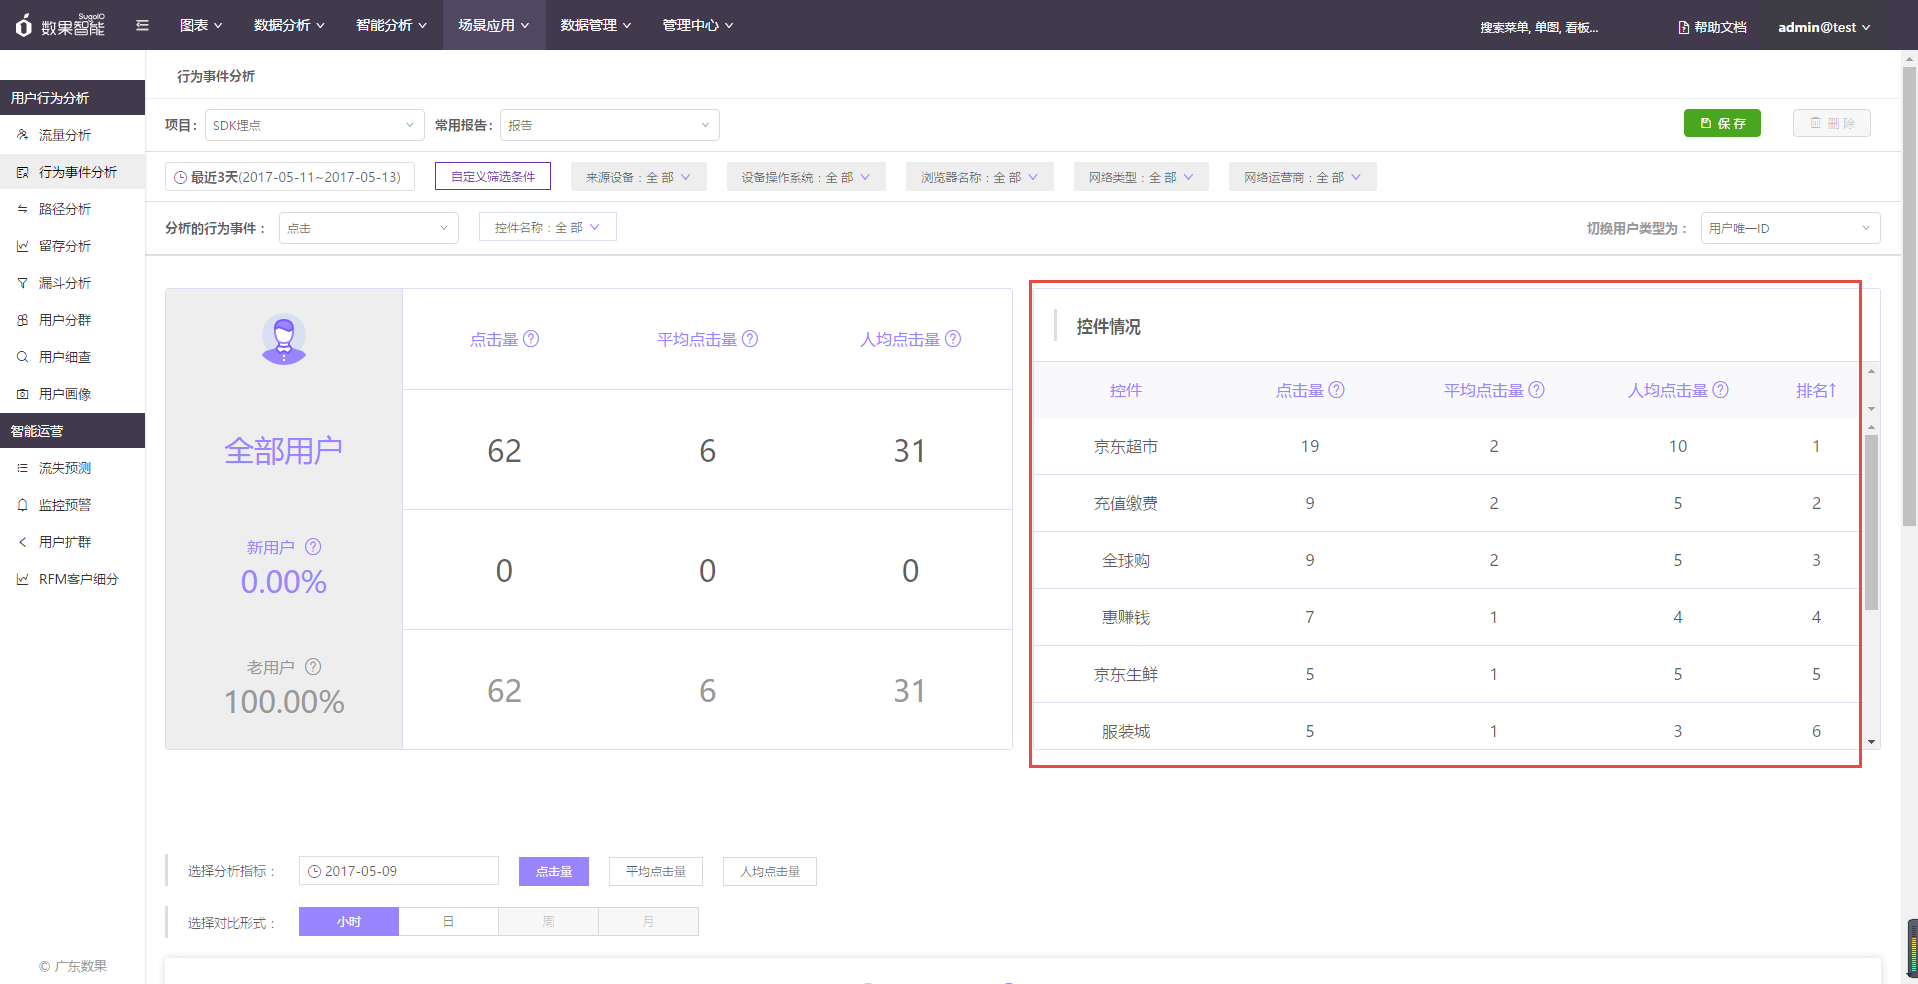 SugoIO
数果智能
图表 数据分析 智能分析 场景应用 数据管理 管理中心 搜索菜单, 单图, 看板... 帮助文档 admin@test
行为事件分析
用户行为分析
流量分析
行为事件分析
路径分析
留存分析
漏斗分析
用户分群
用户细查
用户画像
智能运营
流失预测
监控预警
用户扩群
RFM客户细分
© 广东数果
项目: SDK埋点 常用报告: 报告 保存 删除
最近3天(2017-05-11~2017-05-13) 自定义筛选条件 来源设备：全 部 设备操作系统：全 部 浏览器名称：全 部 网络类型：全 部 网络运营商：全 部
分析的行为事件： 点击 控件名称：全 部 切换用户类型为： 用户唯一ID
点击量 平均点击量 人均点击量
全部用户 62 6 31
新用户
0.00% 0 0 0
老用户
100.00% 62 6 31
控件情况
控件 点击量 平均点击量 人均点击量 排名↑
京东超市 19 2 10 1
充值缴费 9 2 5 2
全球购 9 2 5 3
惠赚钱 7 1 4 4
京东生鲜 5 1 5 5
服装城 5 1 3 6
选择分析指标： 2017-05-09 点击量 平均点击量 人均点击量
选择对比形式： 小时 日 周 月